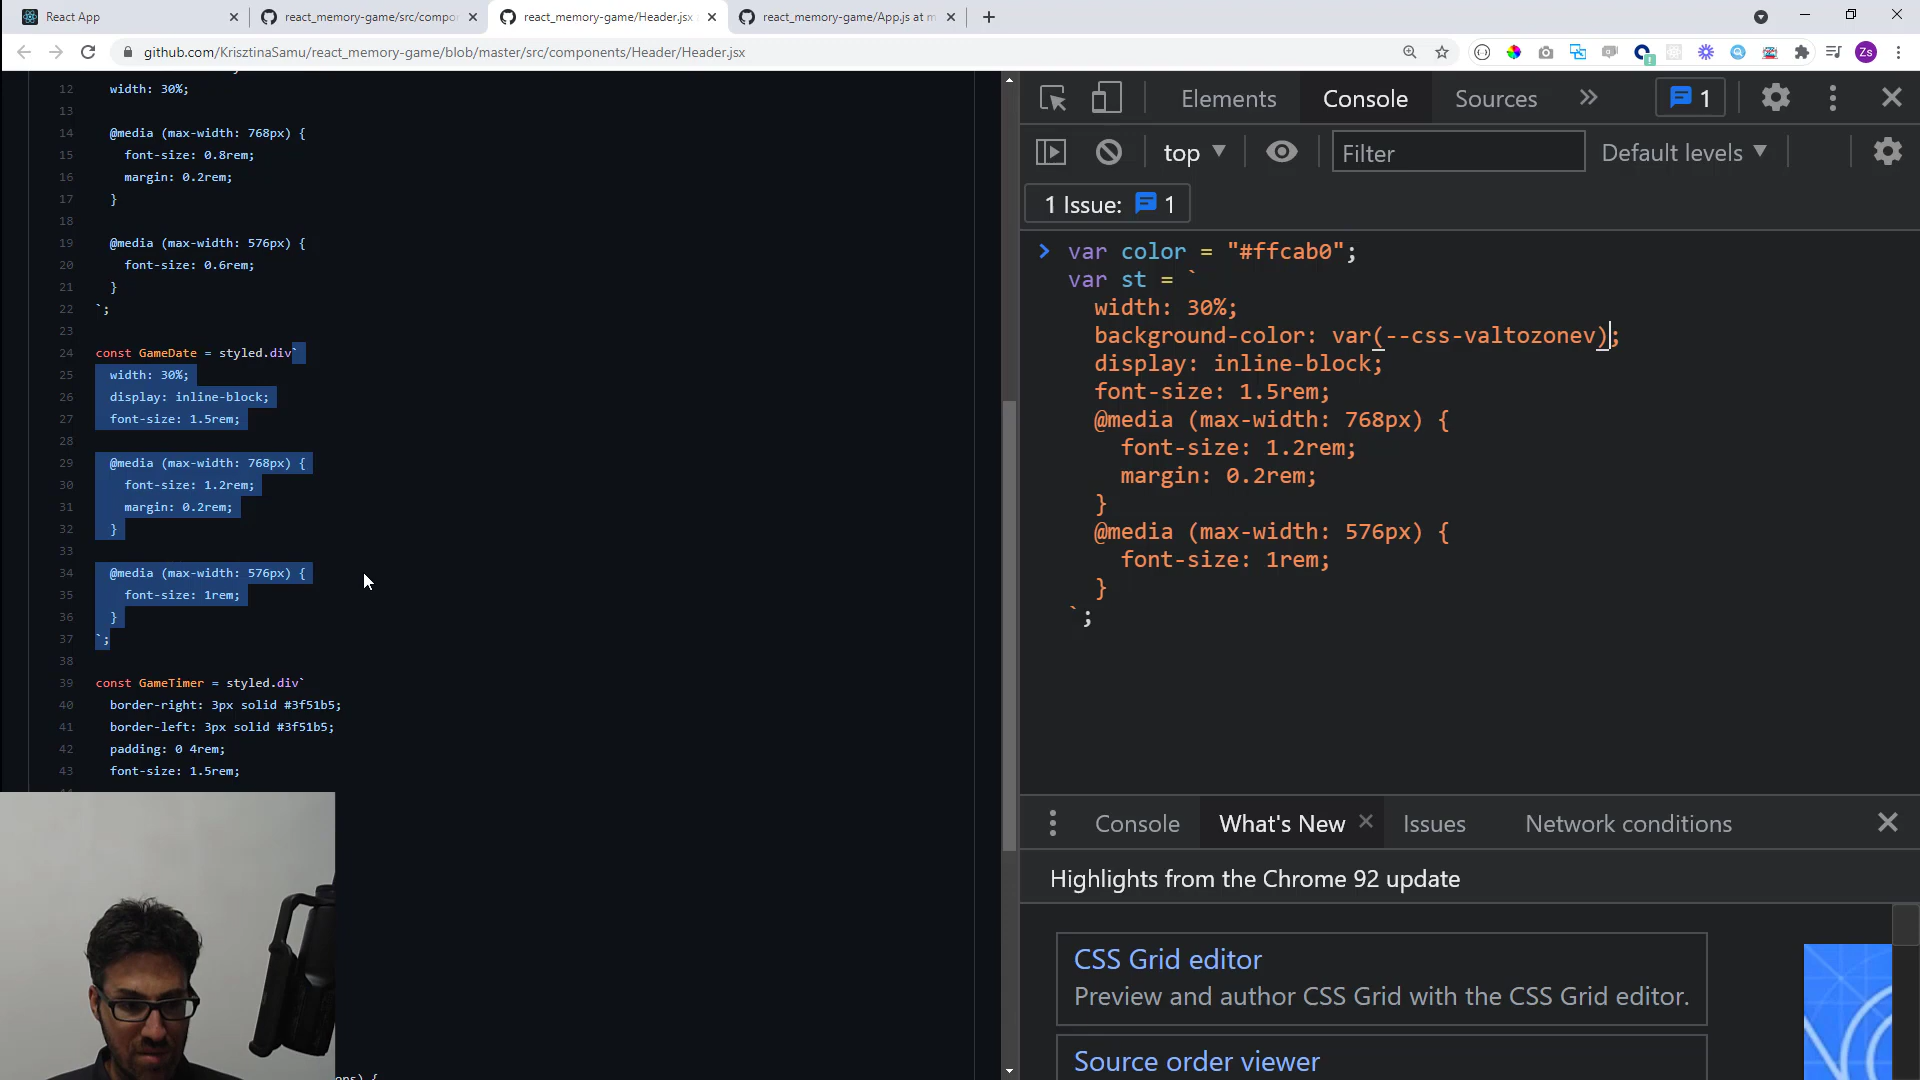 React App
react_memory-game/src/compo
react_memory-game/Header.jsx
react_memory-game/App.js at m
github.com/KrisztinaSamu/react_memory-game/blob/master/src/components/Header/Header.jsx
Zs
12 width: 30%;
13
14 @media (max-width: 768px) {
15 font-size: 0.8rem;
16 margin: 0.2rem;
17 }
18
19 @media (max-width: 576px) {
20 font-size: 0.6rem;
21 }
22 `;
23
24 const GameDate = styled.div`
25 width: 30%;
26 display: inline-block;
27 font-size: 1.5rem;
28
29 @media (max-width: 768px) {
30 font-size: 1.2rem;
31 margin: 0.2rem;
32 }
33
34 @media (max-width: 576px) {
35 font-size: 1rem;
36 }
37 `;
38
39 const GameTimer = styled.div`
40 border-right: 3px solid #3f51b5;
41 border-left: 3px solid #3f51b5;
42 padding: 0 4rem;
43 font-size: 1.5rem;
Elements Console Sources 1
top Filter Default levels
1 Issue: 1
var color = "#ffcab0";
var st = `
width: 30%;
background-color: var(--css-valtozonev);
display: inline-block;
font-size: 1.5rem;
@media (max-width: 768px) {
font-size: 1.2rem;
margin: 0.2rem;
}
@media (max-width: 576px) {
font-size: 1rem;
}
`;
Console What's New Issues Network conditions
Highlights from the Chrome 92 update
CSS Grid editor
Preview and author CSS Grid with the CSS Grid editor.
Source order viewer